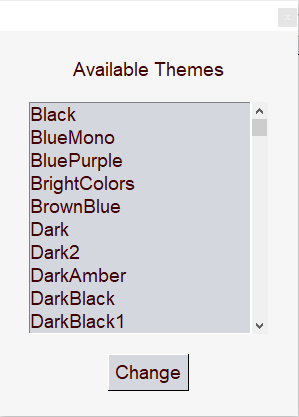 Available Themes
Black
BlueMono
BluePurple
BrightColors
BrownBlue
Dark
Dark2
DarkAmber
DarkBlack
DarkBlack1
Change